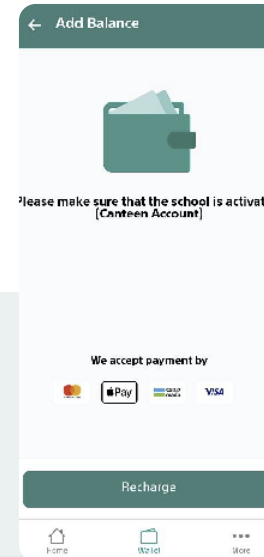 Add Balance
Please make sure that the school is activat
[Canteen Account]
We accept payment by
Pay
VISA
Recharge
Home
Wallet
More